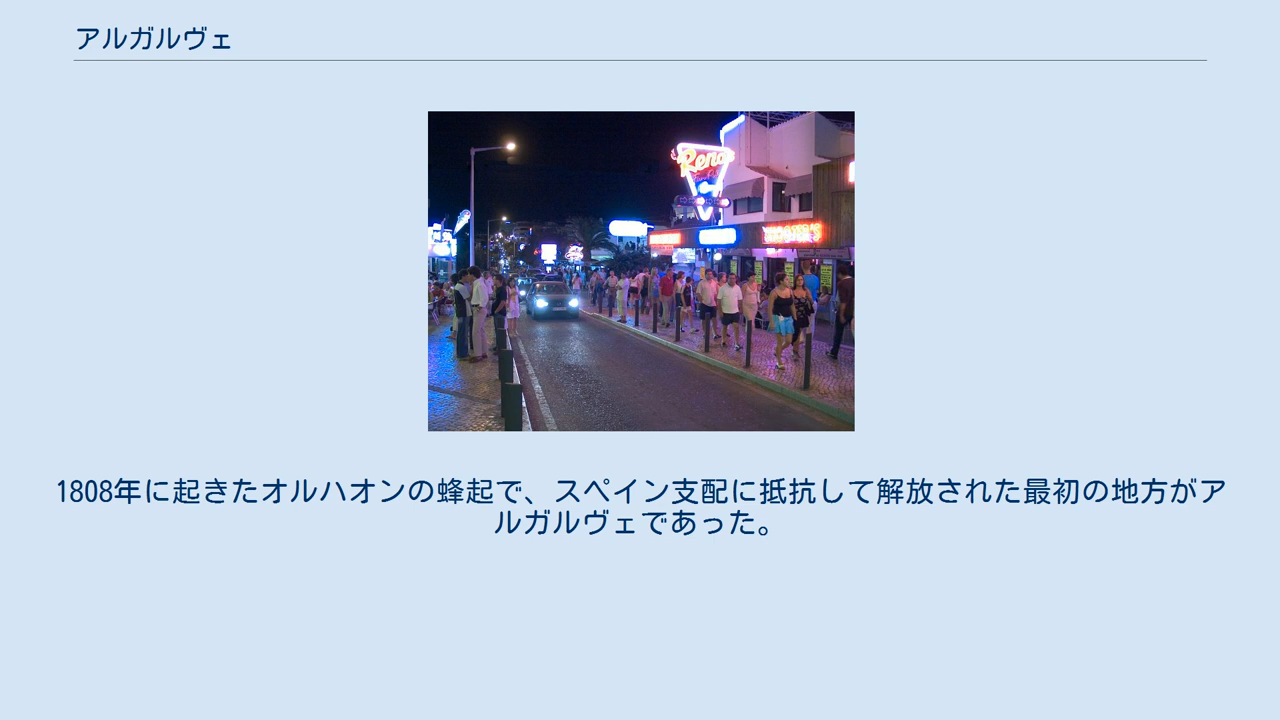 アルガルヴェ
Reno
1808年に起きたオルハオンの蜂起で、スペイン支配に抵抗して解放された最初の地方がア
ルガルヴェであった。